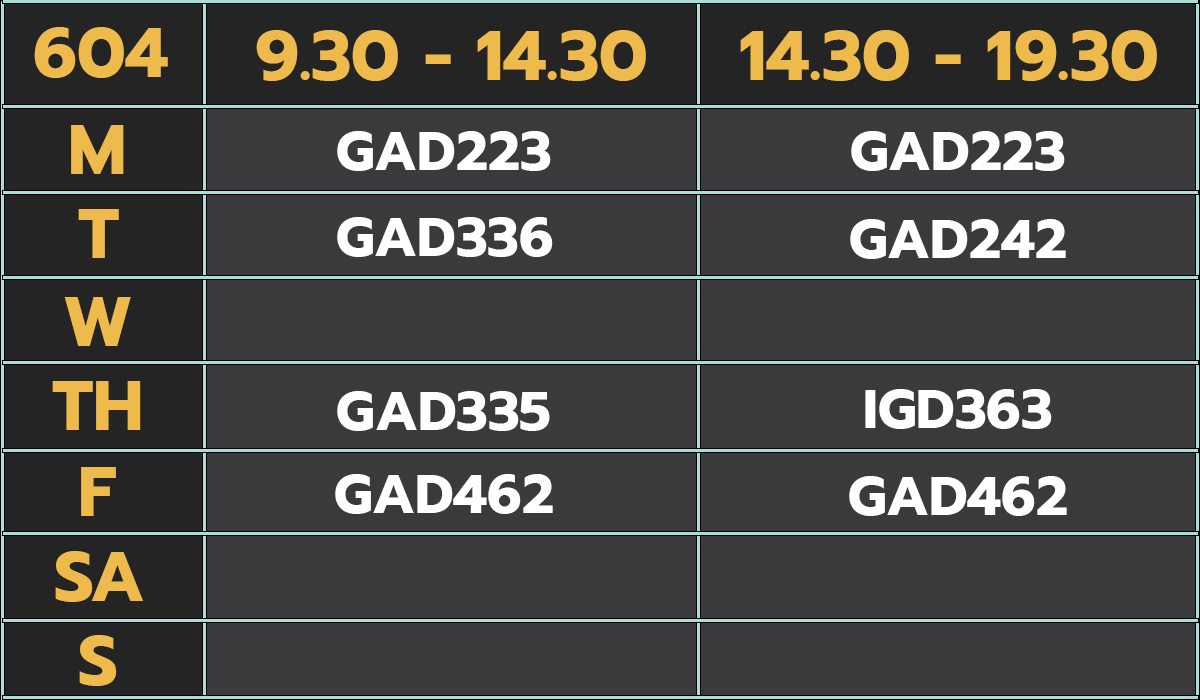 604 9.30 - 14.30 14.30 - 19.30
M GAD223 GAD223
T GAD336 GAD242
W
TH GAD335 IGD363
F GAD462 GAD462
SA
S